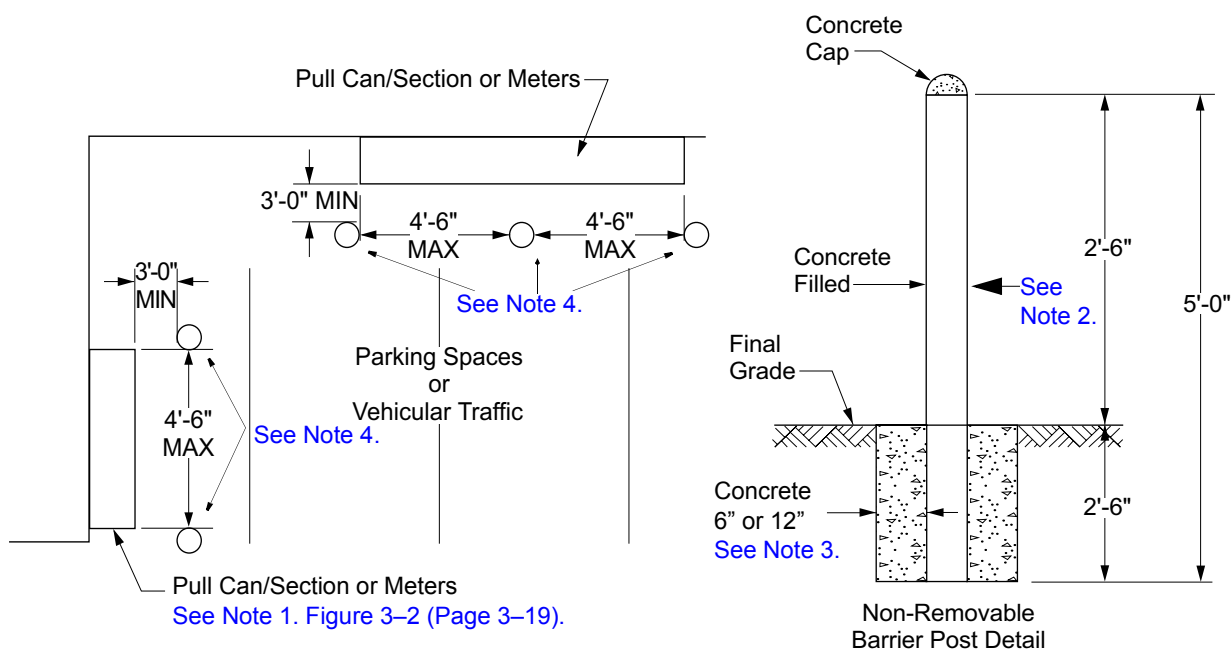 Pull Can/Section or Meters
3'-0" MIN
4'-6"
MAX
4'-6"
MAX
See Note 4.
3'-0"
MIN
Parking Spaces
or
Vehicular Traffic
4'-6"
MAX
See Note 4.
Pull Can/Section or Meters
See Note 1. Figure 3–2 (Page 3–19).
Concrete
Cap
Concrete
Filled
See
Note 2.
2'-6"
5'-0"
Final
Grade
Concrete
6” or 12”
See Note 3.
2'-6"
Non-Removable
Barrier Post Detail